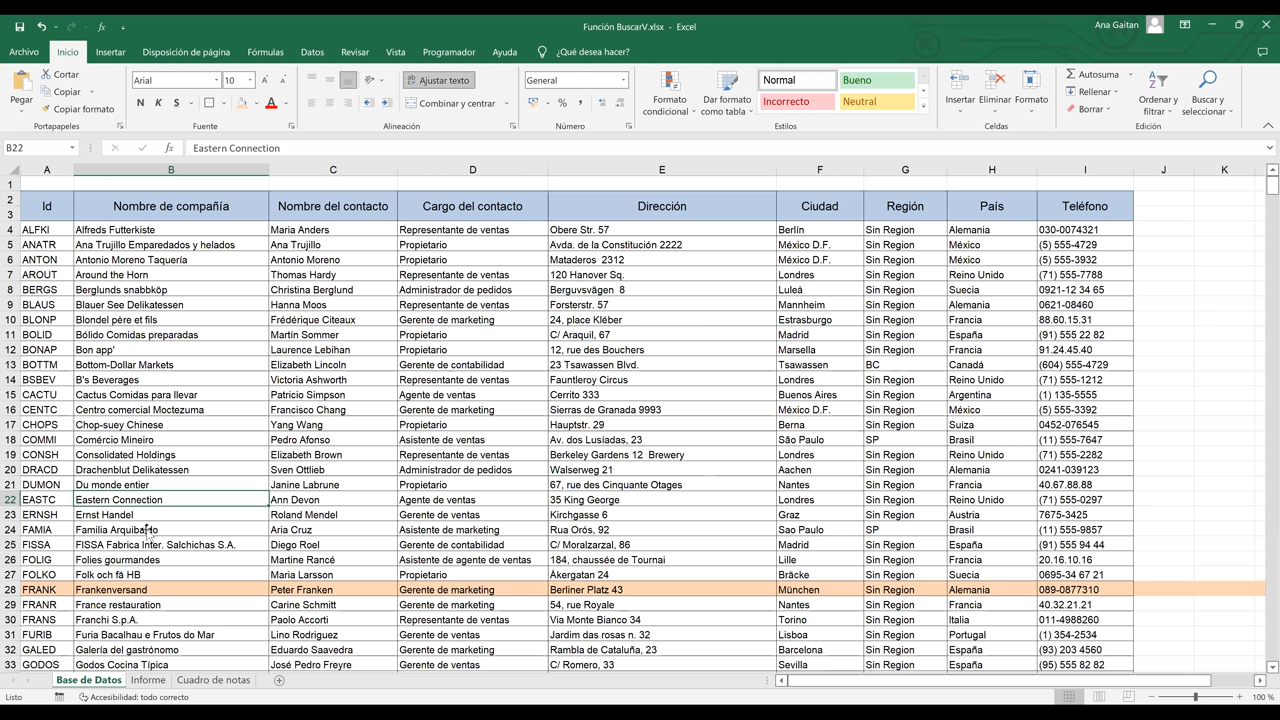 Función BuscarV.xlsx - Excel
Ana Gaitan
Archivo Inicio Insertar Disposición de página Fórmulas Datos Revisar Vista Programador Ayuda ¿Qué desea hacer?
Pegar
Cortar
Copiar
Copiar formato
Portapapeles
Arial 10
N K S
Fuente
Ajustar texto
Combinar y centrar
Alineación
General
Número
Formato condicional
Dar formato como tabla
Normal Bueno
Incorrecto Neutral
Estilos
Insertar Eliminar Formato
Celdas
Autosuma
Rellenar
Borrar
Ordenar y filtrar
Buscar y seleccionar
Edición
B22 fx Eastern Connection
A B C D E F G H I J K
1
2
3
Id Nombre de compañía Nombre del contacto Cargo del contacto Dirección Ciudad Región País Teléfono
4 ALFKI Alfreds Futterkiste Maria Anders Representante de ventas Obere Str. 57 Berlín Sin Region Alemania 030-0074321
5 ANATR Ana Trujillo Emparedados y helados Ana Trujillo Propietario Avda. de la Constitución 2222 México D.F. Sin Region México (5) 555-4729
6 ANTON Antonio Moreno Taquería Antonio Moreno Propietario Mataderos 2312 México D.F. Sin Region México (5) 555-3932
7 AROUT Around the Horn Thomas Hardy Representante de ventas 120 Hanover Sq. Londres Sin Region Reino Unido (71) 555-7788
8 BERGS Berglunds snabbköp Christina Berglund Administrador de pedidos Berguvsvägen 8 Luleå Sin Region Suecia 0921-12 34 65
9 BLAUS Blauer See Delikatessen Hanna Moos Representante de ventas Forsterstr. 57 Mannheim Sin Region Alemania 0621-08460
10 BLONP Blondel père et fils Frédérique Citeaux Gerente de marketing 24, place Kléber Estrasburgo Sin Region Francia 88.60.15.31
11 BOLID Bólido Comidas preparadas Martín Sommer Propietario C/ Araquil, 67 Madrid Sin Region España (91) 555 22 82
12 BONAP Bon app' Laurence Lebihan Propietario 12, rue des Bouchers Marsella Sin Region Francia 91.24.45.40
13 BOTTM Bottom-Dollar Markets Elizabeth Lincoln Gerente de contabilidad 23 Tsawassen Blvd. Tsawassen BC Canadá (604) 555-4729
14 BSBEV B's Beverages Victoria Ashworth Representante de ventas Fauntleroy Circus Londres Sin Region Reino Unido (71) 555-1212
15 CACTU Cactus Comidas para llevar Patricio Simpson Agente de ventas Cerrito 333 Buenos Aires Sin Region Argentina (1) 135-5555
16 CENTC Centro comercial Moctezuma Francisco Chang Gerente de marketing Sierras de Granada 9993 México D.F. Sin Region México (5) 555-3392
17 CHOPS Chop-suey Chinese Yang Wang Propietario Hauptstr. 29 Berna Sin Region Suiza 0452-076545
18 COMMI Comércio Mineiro Pedro Afonso Asistente de ventas Av. dos Lusíadas, 23 São Paulo SP Brasil (11) 555-7647
19 CONSH Consolidated Holdings Elizabeth Brown Representante de ventas Berkeley Gardens 12 Brewery Londres Sin Region Reino Unido (71) 555-2282
20 DRACD Drachenblut Delikatessen Sven Ottlieb Administrador de pedidos Walserweg 21 Aachen Sin Region Alemania 0241-039123
21 DUMON Du monde entier Janine Labrune Propietario 67, rue des Cinquante Otages Nantes Sin Region Francia 40.67.88.88
22 EASTC Eastern Connection Ann Devon Agente de ventas 35 King George Londres Sin Region Reino Unido (71) 555-0297
23 ERNSH Ernst Handel Roland Mendel Gerente de ventas Kirchgasse 6 Graz Sin Region Austria 7675-3425
24 FAMIA Familia Arquibaldo Aria Cruz Asistente de marketing Rua Orós, 92 Sao Paulo SP Brasil (11) 555-9857
25 FISSA FISSA Fabrica Inter. Salchichas S.A. Diego Roel Gerente de contabilidad C/ Moralzarzal, 86 Madrid Sin Region España (91) 555 94 44
26 FOLIG Folies gourmandes Martine Rancé Asistente de agente de ventas 184, chaussée de Tournai Lille Sin Region Francia 20.16.10.16
27 FOLKO Folk och fä HB Maria Larsson Propietario Åkergatan 24 Bräcke Sin Region Suecia 0695-34 67 21
28 FRANK Frankenversand Peter Franken Gerente de marketing Berliner Platz 43 München Sin Region Alemania 089-0877310
29 FRANR France restauration Carine Schmitt Gerente de marketing 54, rue Royale Nantes Sin Region Francia 40.32.21.21
30 FRANS Franchi S.p.A. Paolo Accorti Representante de ventas Via Monte Bianco 34 Torino Sin Region Italia 011-4988260
31 FURIB Furia Bacalhau e Frutos do Mar Lino Rodriguez Gerente de ventas Jardim das rosas n. 32 Lisboa Sin Region Portugal (1) 354-2534
32 GALED Galería del gastrónomo Eduardo Saavedra Gerente de marketing Rambla de Cataluña, 23 Barcelona Sin Region España (93) 203 4560
33 GODOS Godos Cocina Típica José Pedro Freyre Gerente de ventas C/ Romero, 33 Sevilla Sin Region España (95) 555 82 82
Base de Datos Informe Cuadro de notas
Listo Accesibilidad: todo correcto 100 %